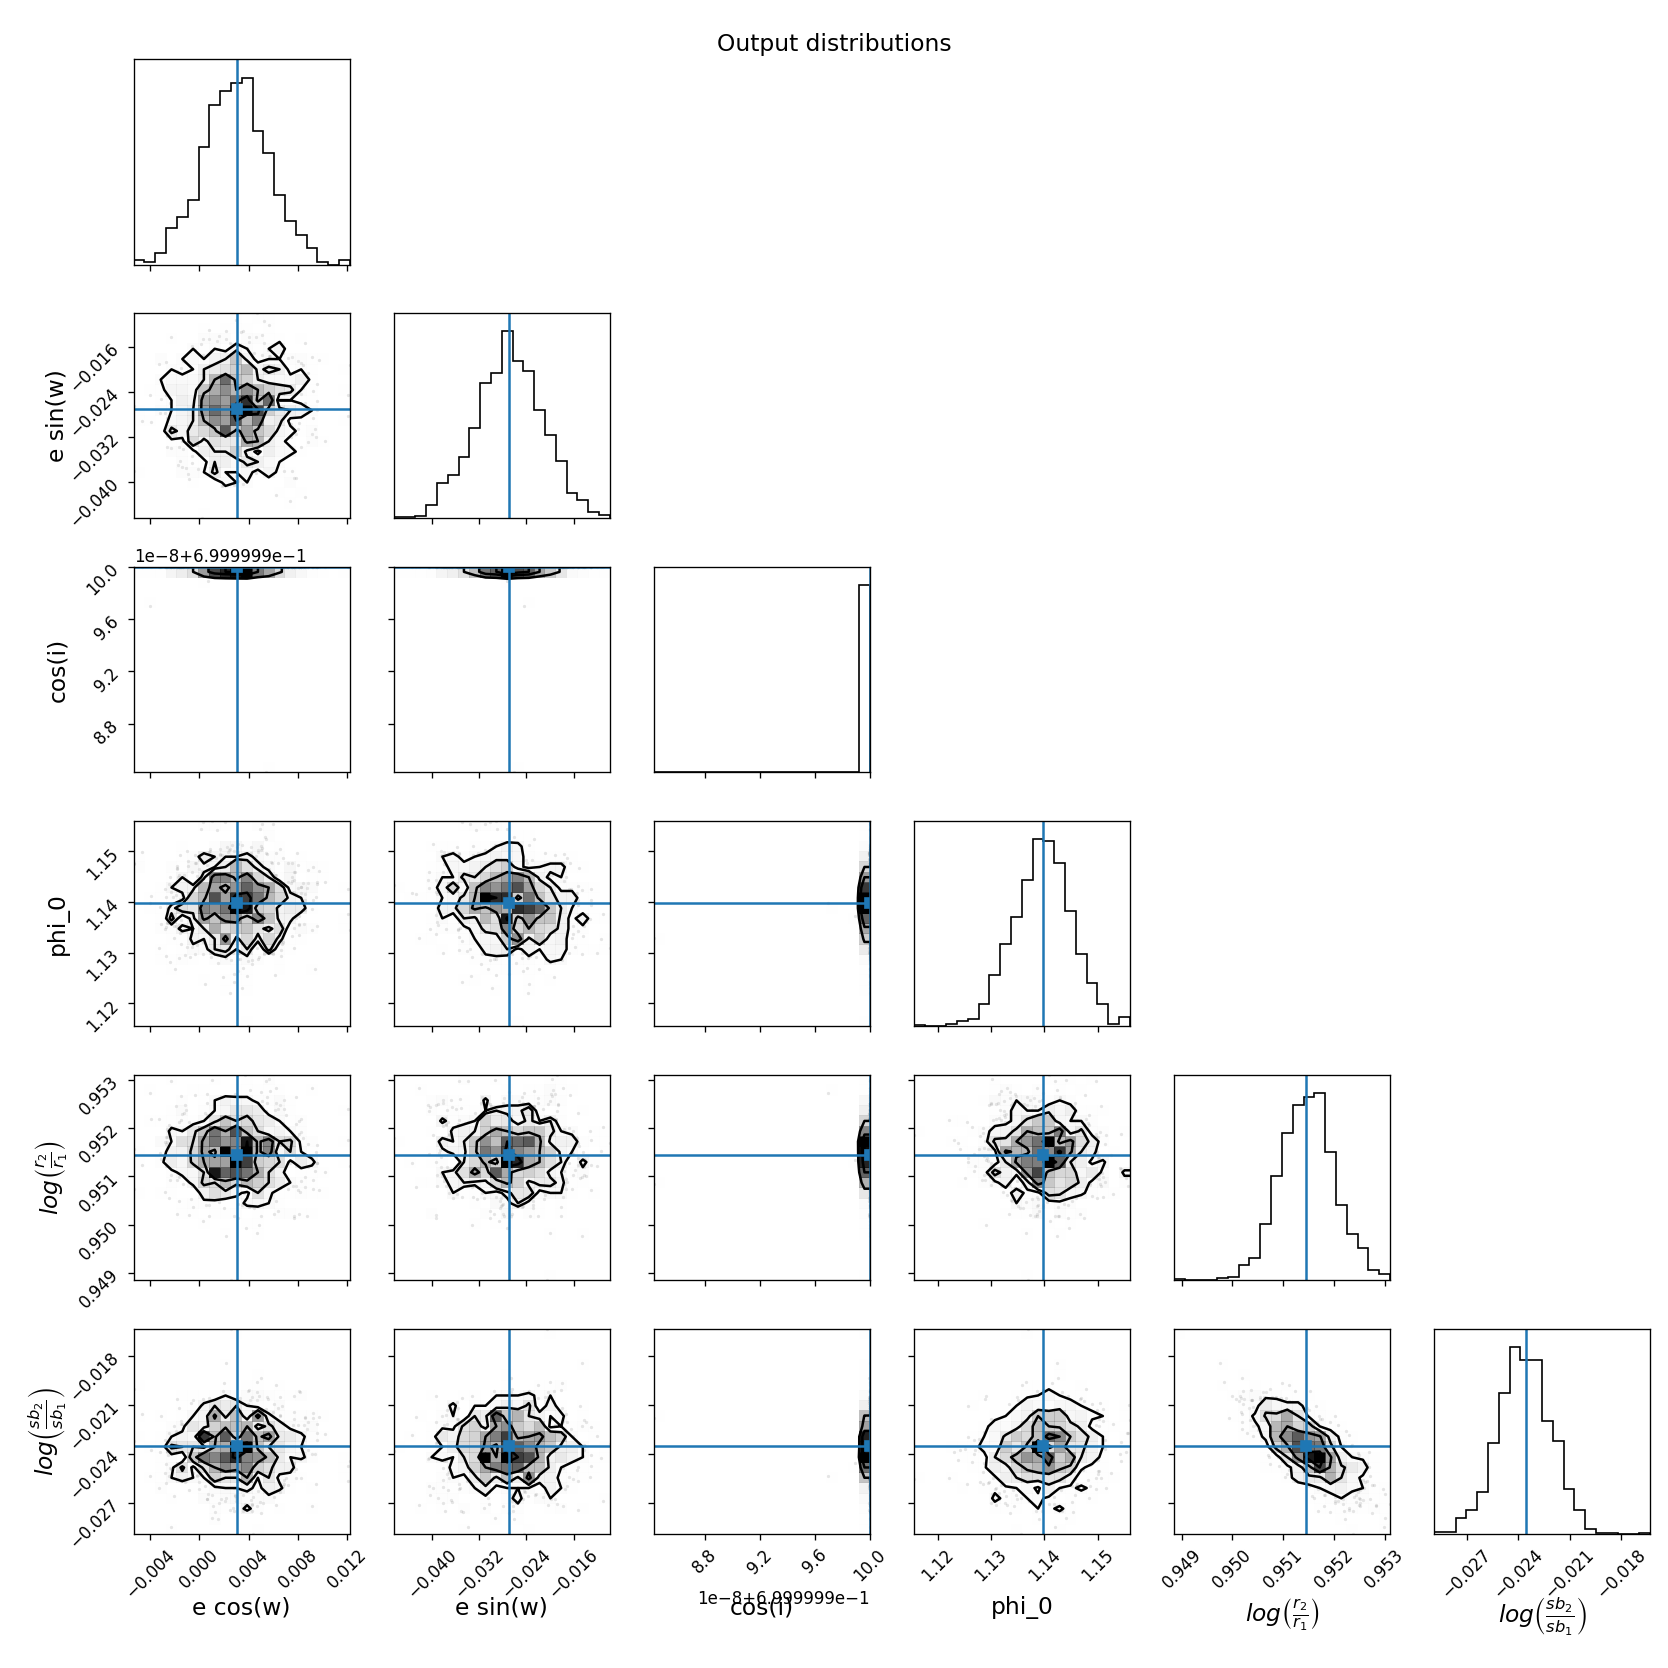 Output distributions
e sin(w)
−0.016
−0.024
−0.032
−0.040
1e−8+6.999999e−1
cos(i)
10.0
9.6
9.2
8.8
phi_0
1.15
1.14
1.13
1.12
log(r2/r1)
0.953
0.952
0.951
0.950
0.949
log(sb2/sb1)
−0.018
−0.021
−0.024
−0.027
−0.004 0.000 0.004 0.008 0.012
e cos(w)
−0.040 −0.032 −0.024 −0.016
e sin(w)
8.8 9.2 9.6 10.0
1e−8+6.999999e−1
cos(i)
1.12 1.13 1.14 1.15
phi_0
0.949 0.950 0.951 0.952 0.953
log(r2/r1)
−0.027 −0.024 −0.021 −0.018
log(sb2/sb1)